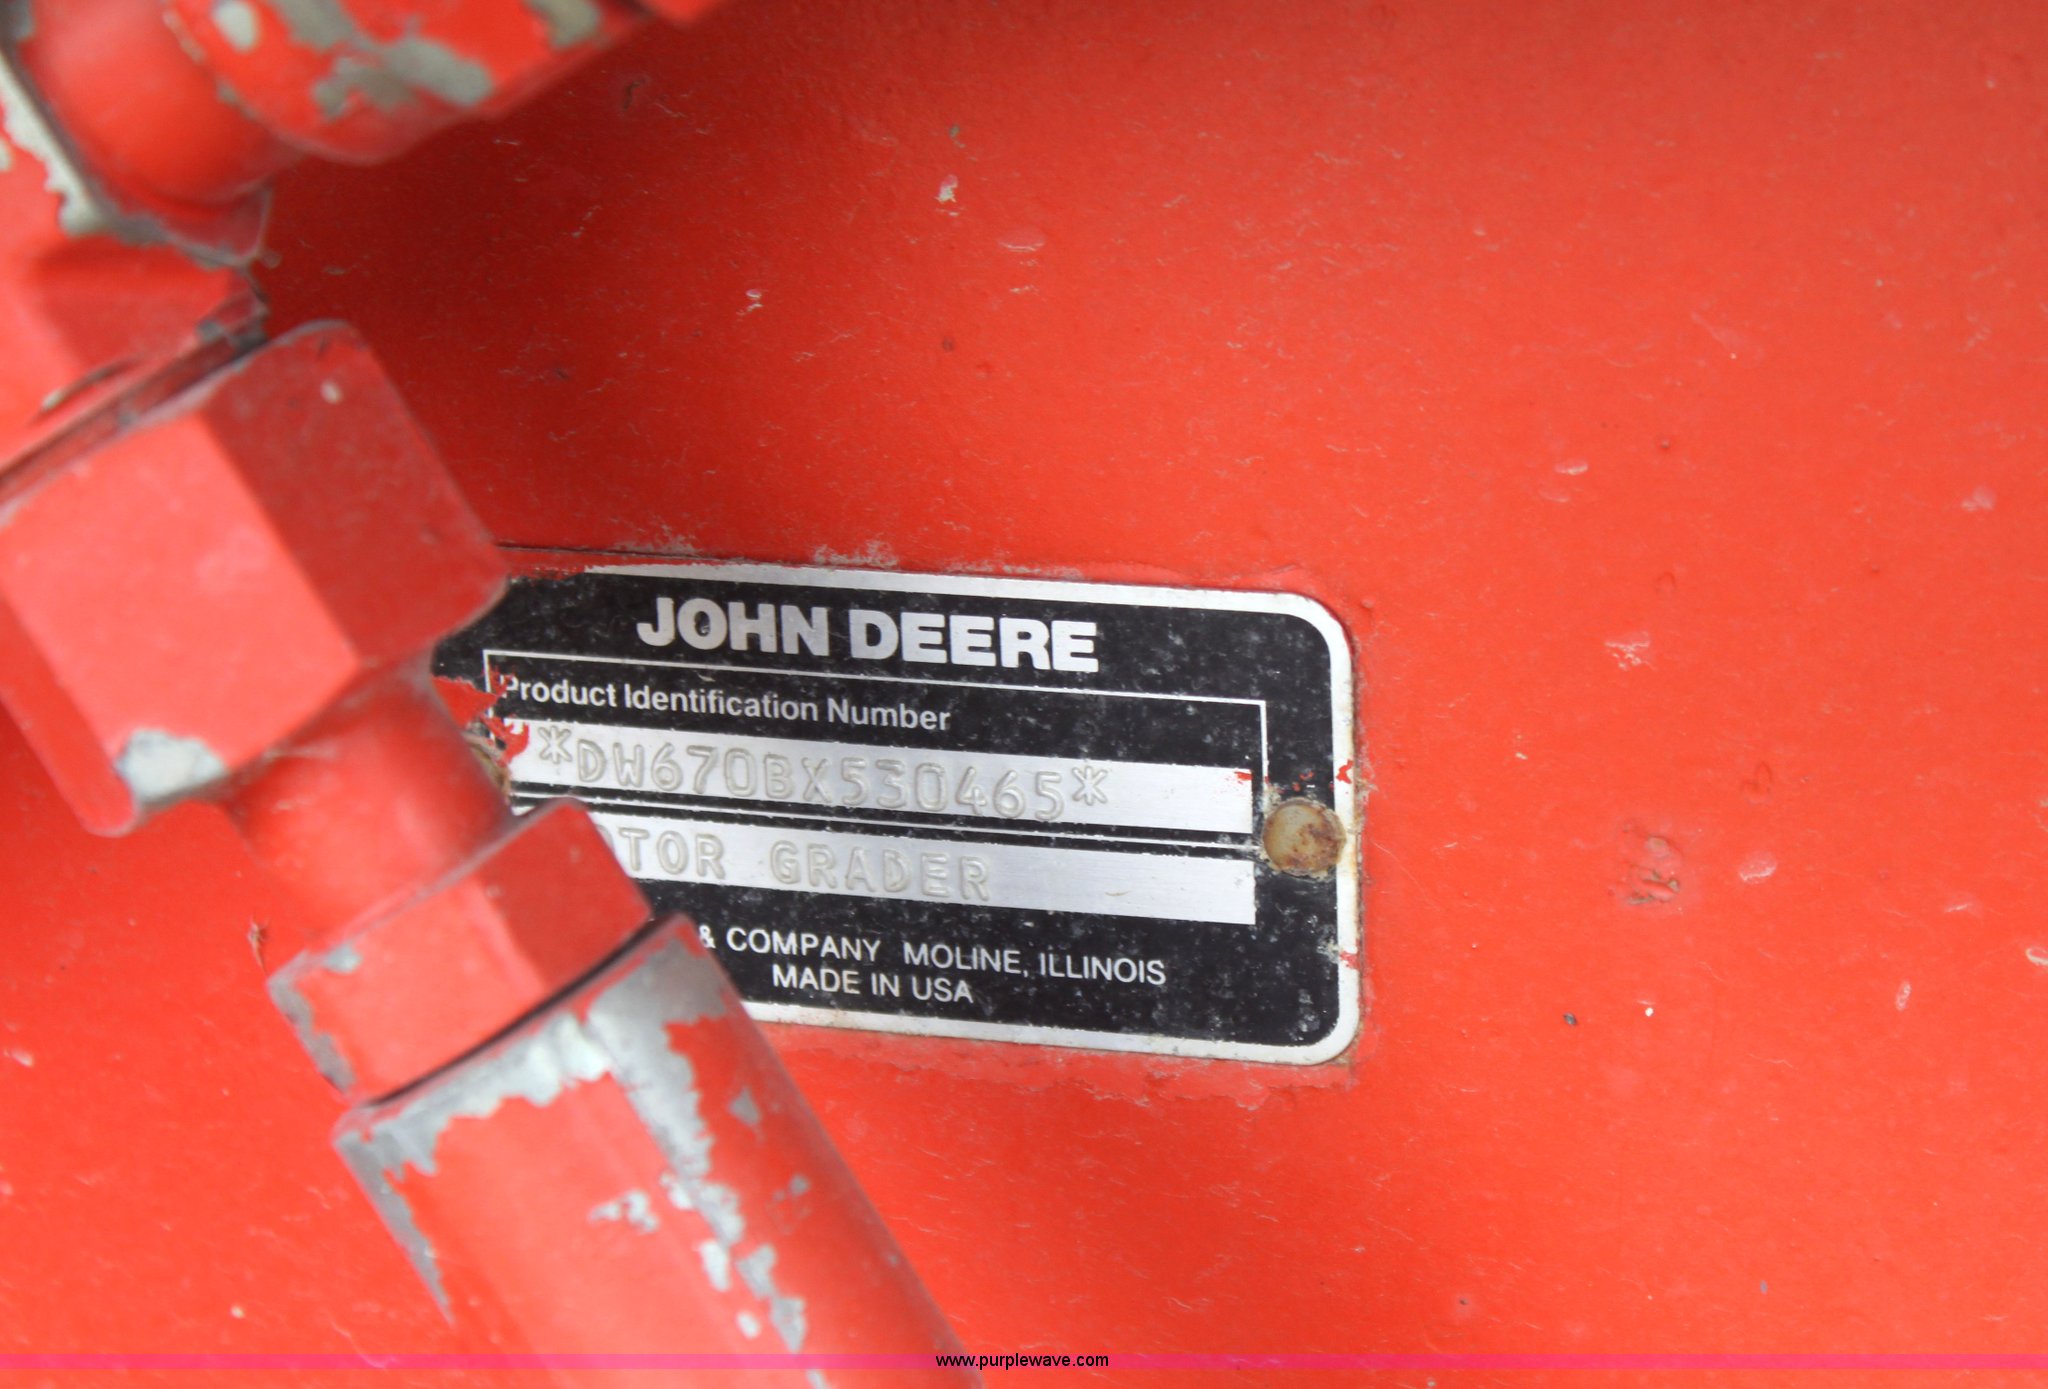 JOHN DEERE
Product Identification Number
*DW670BX530465*
TOR GRADER
& COMPANY MOLINE, ILLINOIS
MADE IN USA
www.purplewave.com